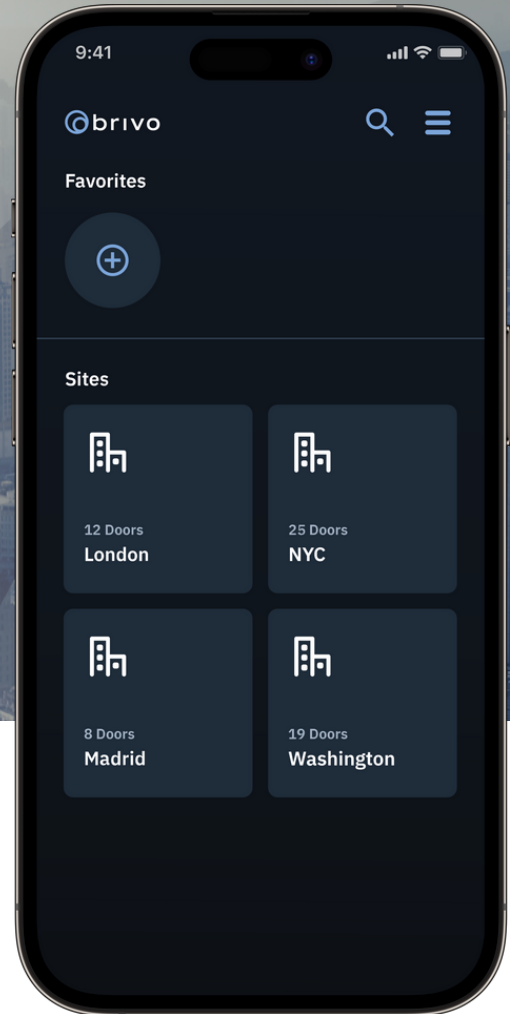 9:41
brivo
Favorites
Sites
12 Doors
London
25 Doors
NYC
8 Doors
Madrid
19 Doors
Washington